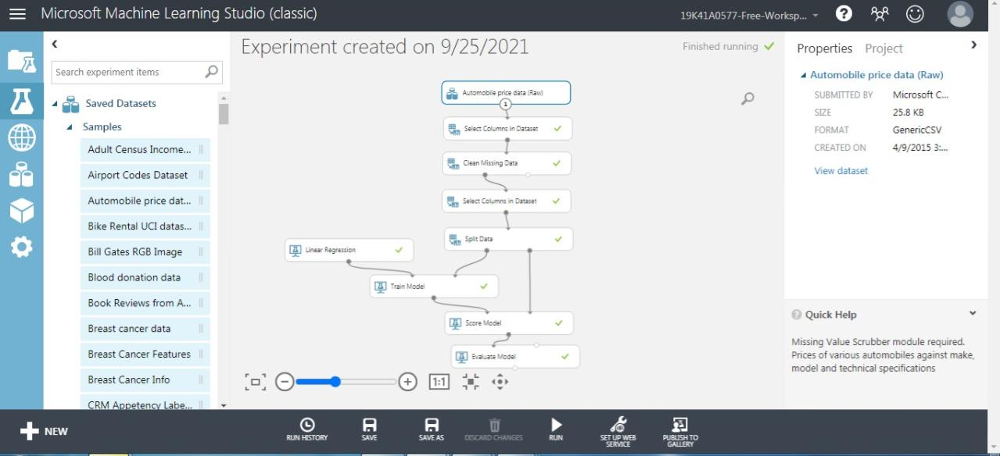 Microsoft Machine Learning Studio (classic)
19K41A0577-Free-Worksp...
?
Search experiment items
Saved Datasets
Samples
Adult Census Income...
Airport Codes Dataset
Automobile price dat...
Bike Rental UCI datas...
Bill Gates RGB Image
Blood donation data
Book Reviews from A...
Breast cancer data
Breast Cancer Features
Breast Cancer Info
CRM Appetency Labe...
Experiment created on 9/25/2021
Finished running
Automobile price data (Raw)
1
Select Columns in Dataset
Clean Missing Data
Select Columns in Dataset
Split Data
Linear Regression
Train Model
Score Model
Evaluate Model
1:1
Properties Project
Automobile price data (Raw)
SUBMITTED BY Microsoft C...
SIZE 25.8 KB
FORMAT GenericCSV
CREATED ON 4/9/2015 3:...
View dataset
? Quick Help
Missing Value Scrubber module required.
Prices of various automobiles against make,
model and technical specifications
NEW
RUN HISTORY
SAVE
SAVE AS
DISCARD CHANGES
RUN
SET UP WEB
SERVICE
PUBLISH TO
GALLERY